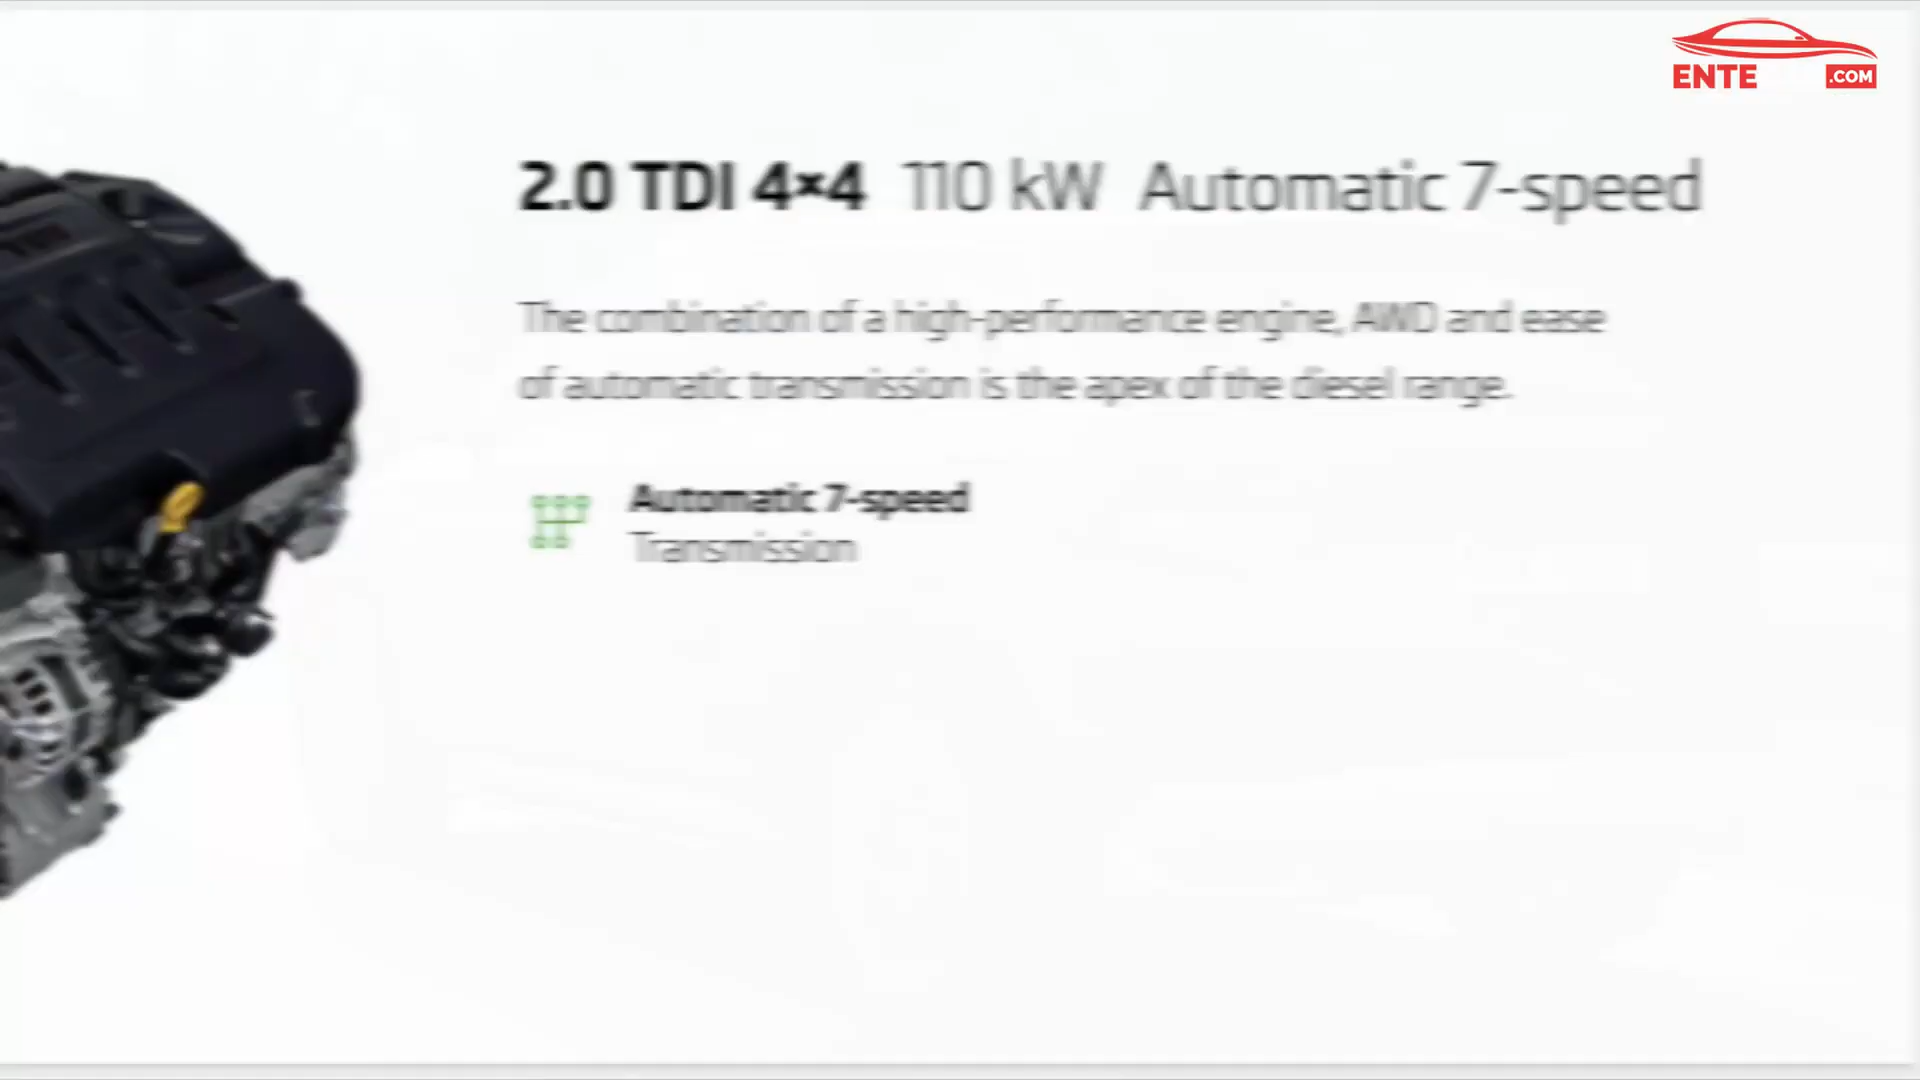 ENTE
.COM
2.0 TDI 4×4 110 kW Automatic 7-speed
The combination of a high-performance engine, AWD and ease
of automatic transmission is the apex of the diesel range.
Automatic 7-speed
Transmission